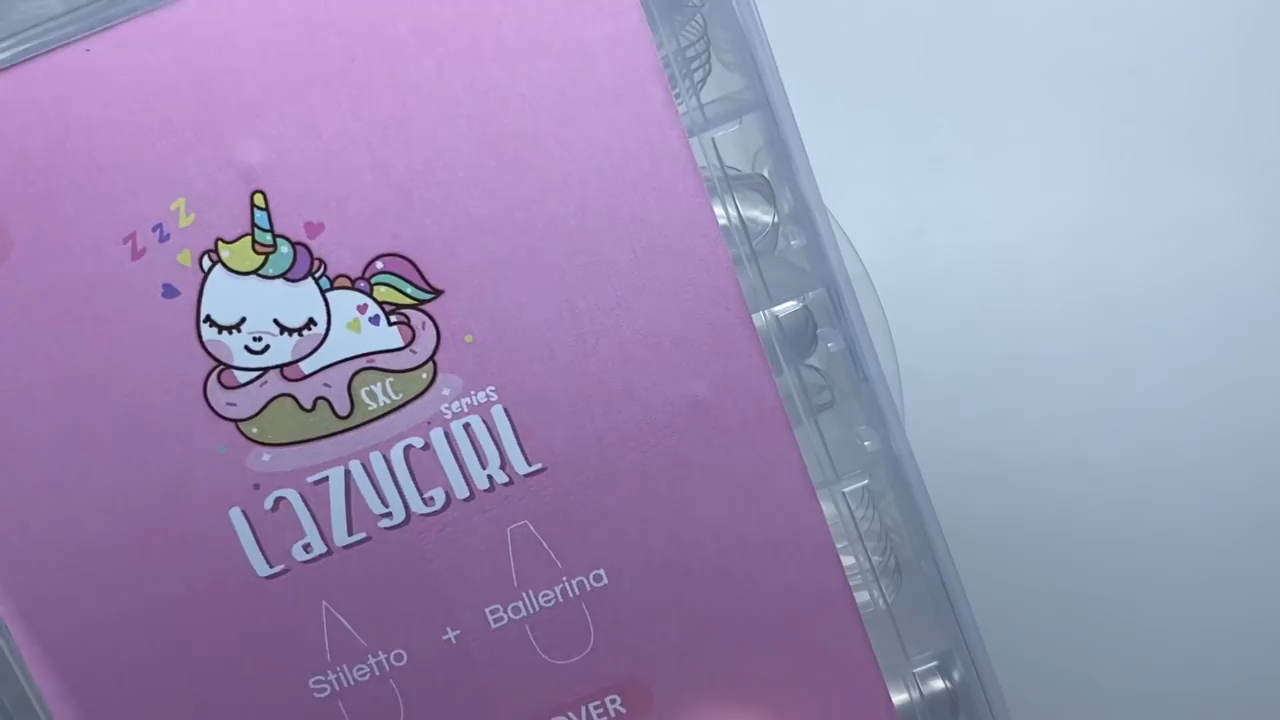 z z z
SXC
series
LAZYGIRL
Stiletto + Ballerina